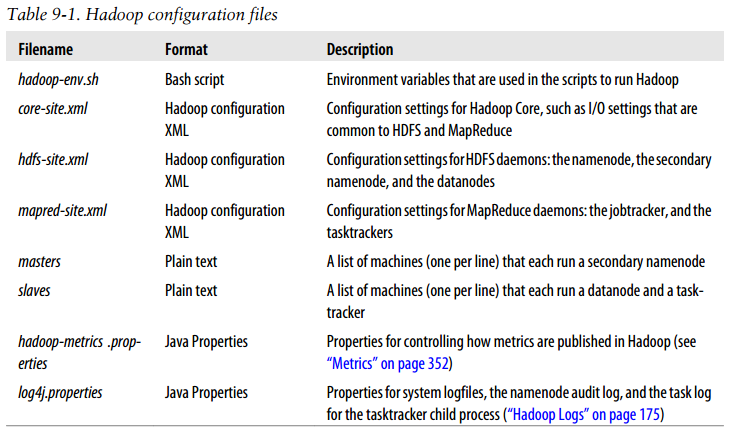 Table 9-1. Hadoop configuration files
Filename Format Description
hadoop-env.sh Bash script Environment variables that are used in the scripts to run Hadoop
core-site.xml Hadoop configuration Configuration settings for Hadoop Core, such as I/O settings that are
XML common to HDFS and MapReduce
hdfs-site.xml Hadoop configuration Configuration settings for HDFS daemons: the namenode, the secondary
XML namenode, and the datanodes
mapred-site.xml Hadoop configuration Configuration settings for MapReduce daemons: the jobtracker, and the
XML tasktrackers
masters Plain text A list of machines (one per line) that each run a secondary namenode
slaves Plain text A list of machines (one per line) that each run a datanode and a task-
tracker
hadoop-metrics .prop- Java Properties Properties for controlling how metrics are published in Hadoop (see
erties “Metrics” on page 352)
log4j.properties Java Properties Properties for system logfiles, the namenode audit log, and the task log
for the tasktracker child process (“Hadoop Logs” on page 175)